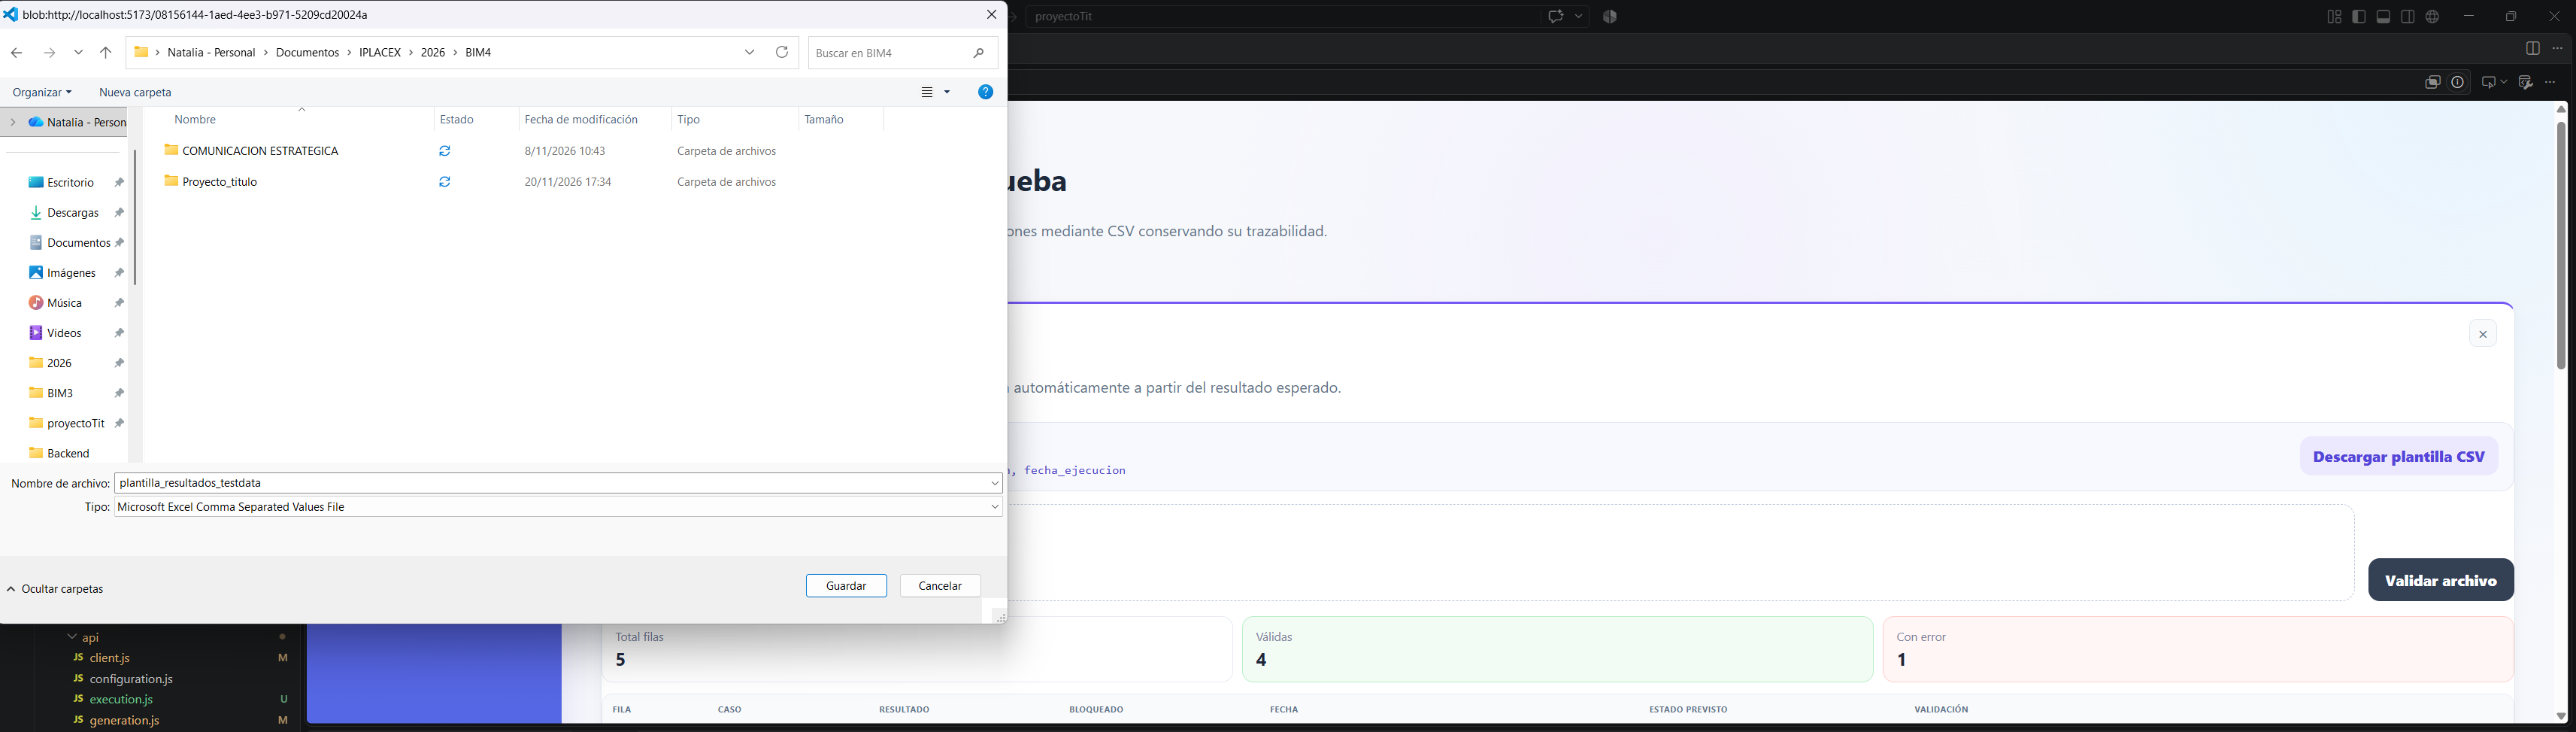 blob:http://localhost:5173/08156144-1aed-4ee3-b971-5209cd20024a
proyectoTit
Natalia - Personal > Documentos > IPLACEX > 2026 > BIM4
Buscar en BIM4
Organizar
Nueva carpeta
Natalia - Person
Nombre
Estado
Fecha de modificación
Tipo
Tamaño
COMUNICACION ESTRATEGICA
8/11/2026 10:43
Carpeta de archivos
Proyecto_titulo
20/11/2026 17:34
Carpeta de archivos
Escritorio
Descargas
Documentos
Imágenes
Música
Videos
2026
BIM3
proyectoTit
Backend
Nombre de archivo: plantilla_resultados_testdata
Tipo: Microsoft Excel Comma Separated Values File
Ocultar carpetas
Guardar
Cancelar
ueba
ones mediante CSV conservando su trazabilidad.
automáticamente a partir del resultado esperado.
, fecha_ejecucion
Descargar plantilla CSV
Validar archivo
api
client.js M
configuration.js
execution.js U
generation.js M
Total filas
5
Válidas
4
Con error
1
FILA
CASO
RESULTADO
BLOQUEADO
FECHA
ESTADO PREVISTO
VALIDACIÓN